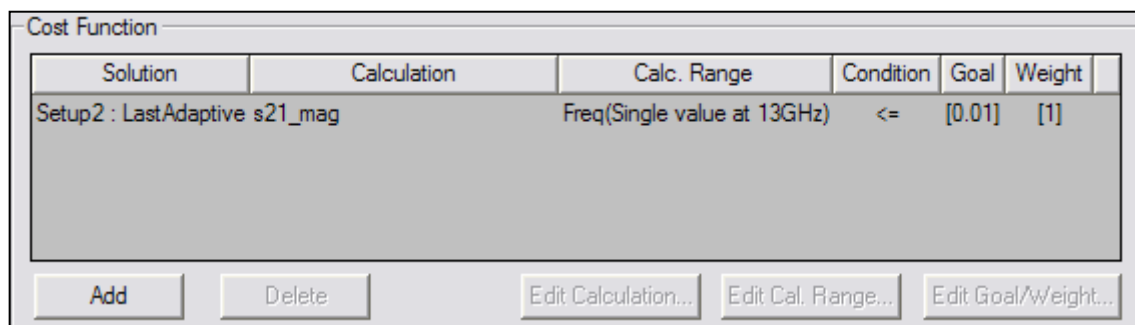 Cost Function
Solution Calculation Calc. Range Condition Goal Weight
Setup2 : LastAdaptive s21_mag Freq(Single value at 13GHz) <= [0.01] [1]
Add Delete Edit Calculation... Edit Cal. Range... Edit Goal/Weight...